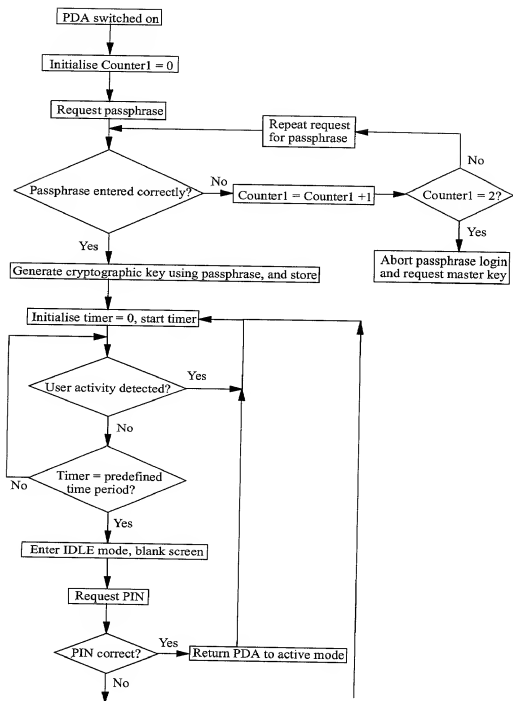 PDA switched on
Initialise Counter1 = 0
Request passphrase
Repeat request
for passphrase
No
Passphrase entered correctly?
No
Counter1 = Counter1 +1
Counter1 = 2?
Yes
Yes
Abort passphrase login
and request master key
Generate cryptographic key using passphrase, and store
Initialise timer = 0, start timer
User activity detected?
Yes
No
Timer = predefined
time period?
No
Yes
Enter IDLE mode, blank screen
Request PIN
PIN correct?
Yes
Return PDA to active mode
No